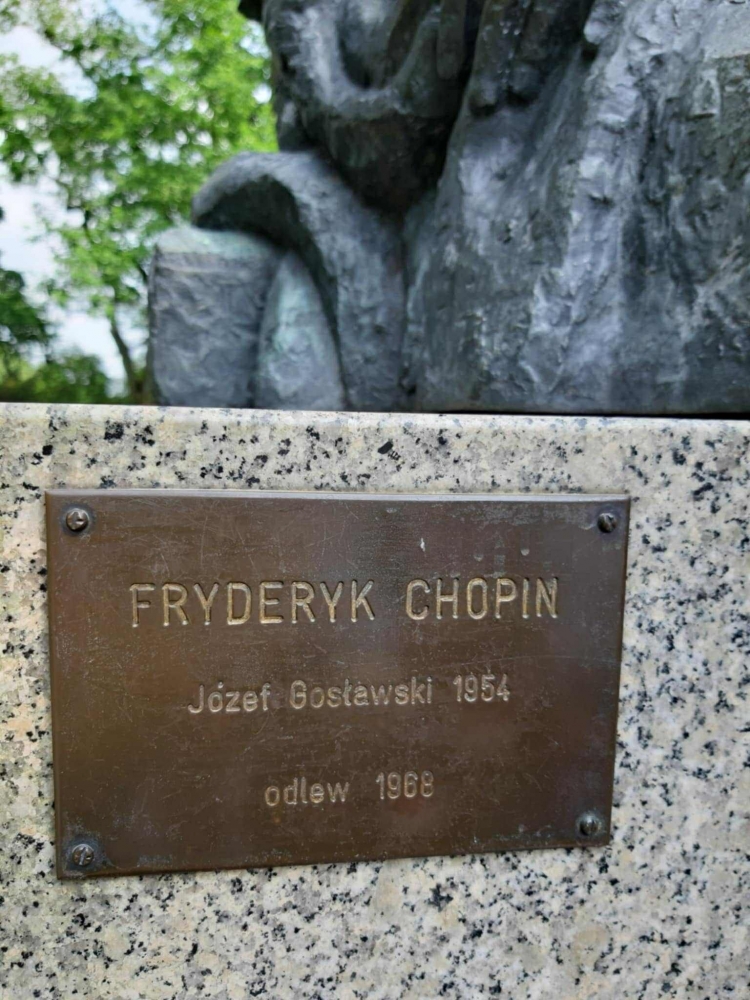 FRYDERYK CHOPIN
Józef Gosławski 1954
odlew 1968